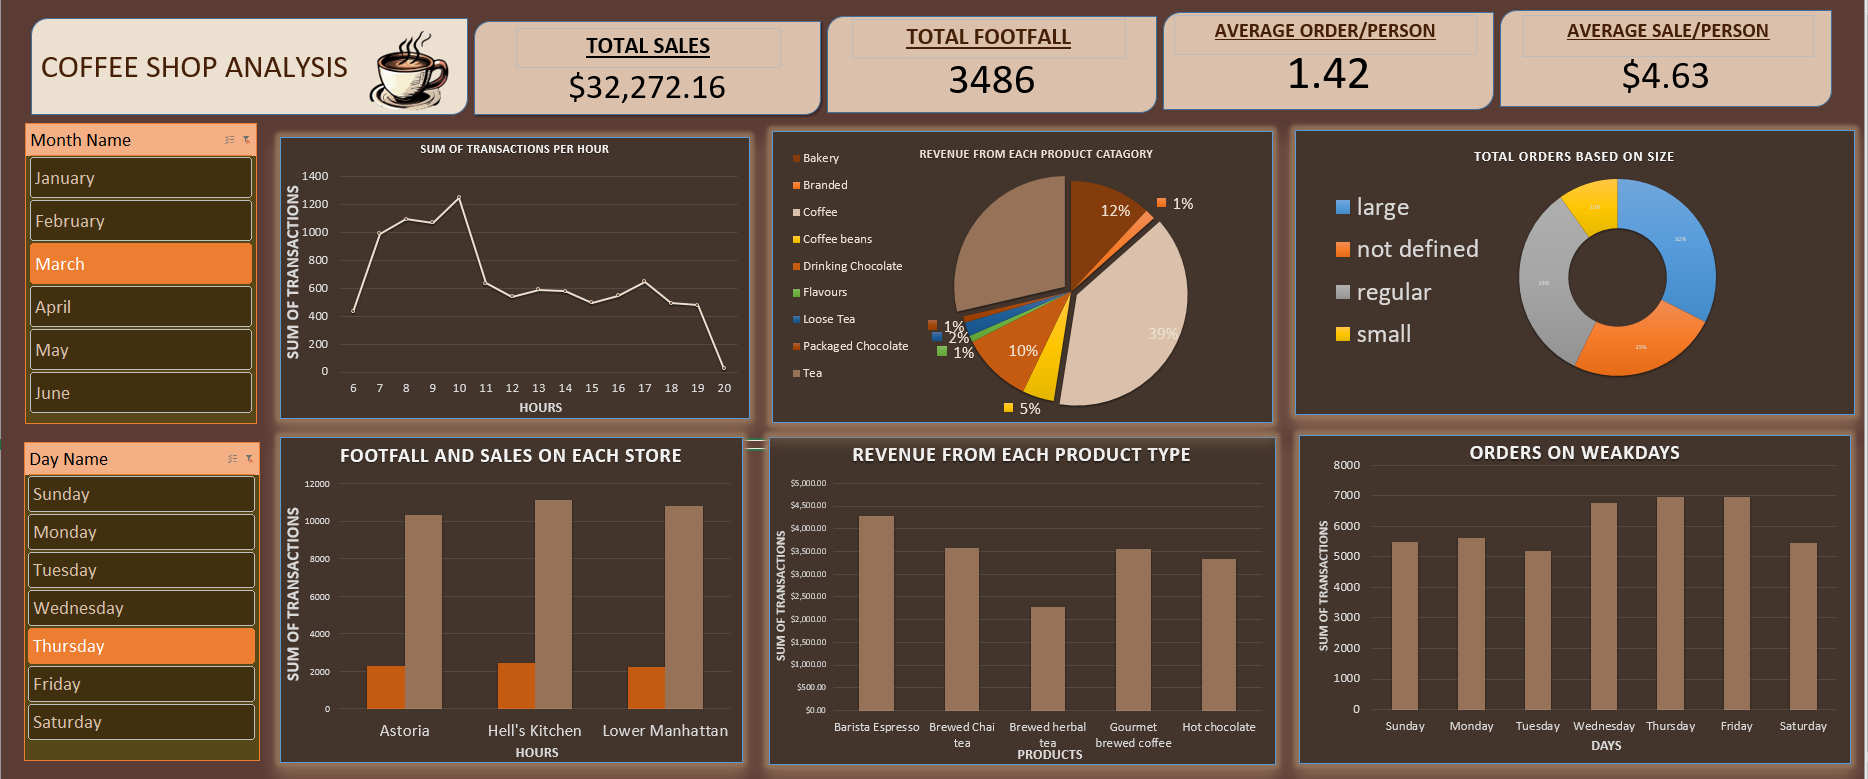 COFFEE SHOP ANALYSIS
TOTAL SALES
$32,272.16
TOTAL FOOTFALL
3486
AVERAGE ORDER/PERSON
1.42
AVERAGE SALE/PERSON
$4.63
Month Name
January
February
March
April
May
June
Day Name
Sunday
Monday
Tuesday
Wednesday
Thursday
Friday
Saturday
SUM OF TRANSACTIONS PER HOUR
SUM OF TRANSACTIONS
1400
1200
1000
800
600
400
200
0
6 7 8 9 10 11 12 13 14 15 16 17 18 19 20
HOURS
REVENUE FROM EACH PRODUCT CATAGORY
Bakery
Branded
Coffee
Coffee beans
Drinking Chocolate
Flavours
Loose Tea
Packaged Chocolate
Tea
12%
1%
39%
5%
10%
1%
2%
1%
TOTAL ORDERS BASED ON SIZE
large
not defined
regular
small
32%
25%
33%
FOOTFALL AND SALES ON EACH STORE
SUM OF TRANSACTIONS
12000
10000
8000
6000
4000
2000
0
Astoria Hell's Kitchen Lower Manhattan
HOURS
REVENUE FROM EACH PRODUCT TYPE
SUM OF TRANSACTIONS
$5,000.00
$4,500.00
$4,000.00
$3,500.00
$3,000.00
$2,500.00
$2,000.00
$1,500.00
$1,000.00
$500.00
$0.00
Barista Espresso
Brewed Chai
tea
Brewed herbal
tea
Gourmet
brewed coffee
Hot chocolate
PRODUCTS
ORDERS ON WEAKDAYS
SUM OF TRANSACTIONS
8000
7000
6000
5000
4000
3000
2000
1000
0
Sunday Monday Tuesday Wednesday Thursday Friday Saturday
DAYS